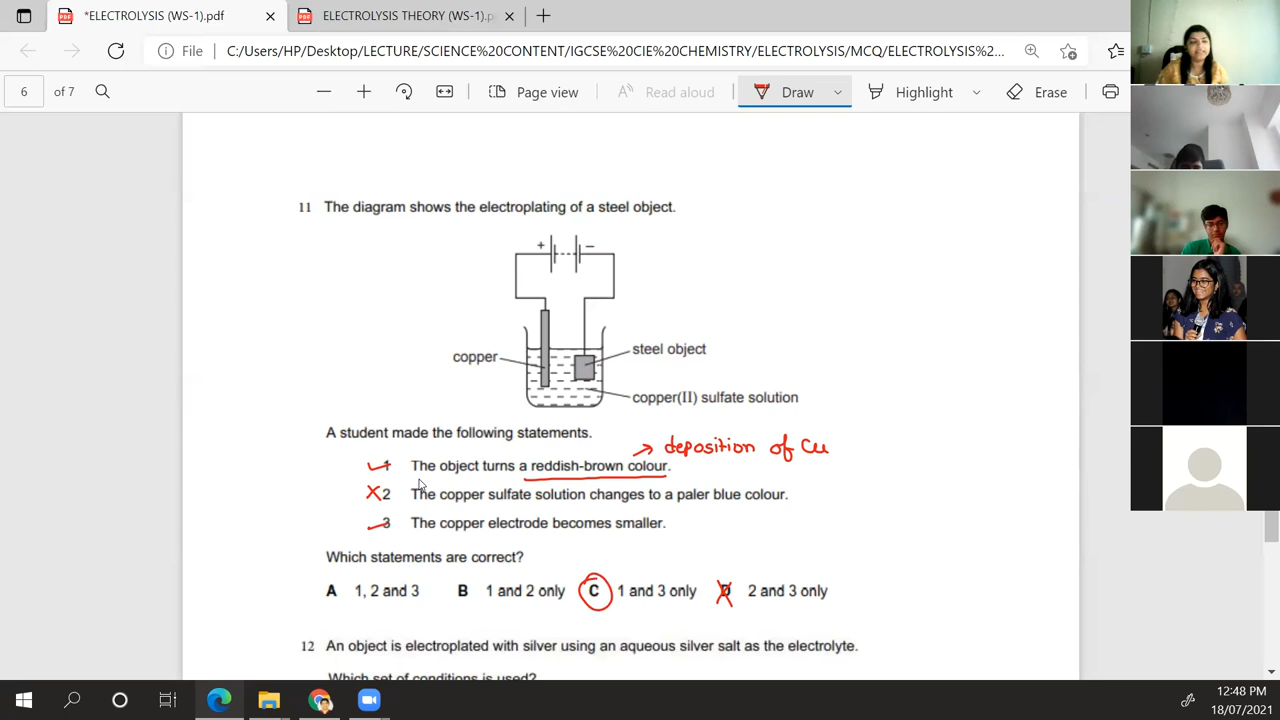 *ELECTROLYSIS (WS-1).pdf
ELECTROLYSIS THEORY (WS-1).p
File
C:/Users/HP/Desktop/LECTURE/SCIENCE%20CONTENT/IGCSE%20CIE%20CHEMISTRY/ELECTROLYSIS/MCQ/ELECTROLYSIS%2...
6 of 7
Page view
Read aloud
Draw
Highlight
Erase
11 The diagram shows the electroplating of a steel object.
+ −
copper
steel object
copper(II) sulfate solution
A student made the following statements.
→ deposition of Cu
1 The object turns a reddish-brown colour.
2 The copper sulfate solution changes to a paler blue colour.
3 The copper electrode becomes smaller.
Which statements are correct?
A 1, 2 and 3 B 1 and 2 only C 1 and 3 only D 2 and 3 only
12 An object is electroplated with silver using an aqueous silver salt as the electrolyte.
Which set of conditions is used?
12:48 PM
18/07/2021